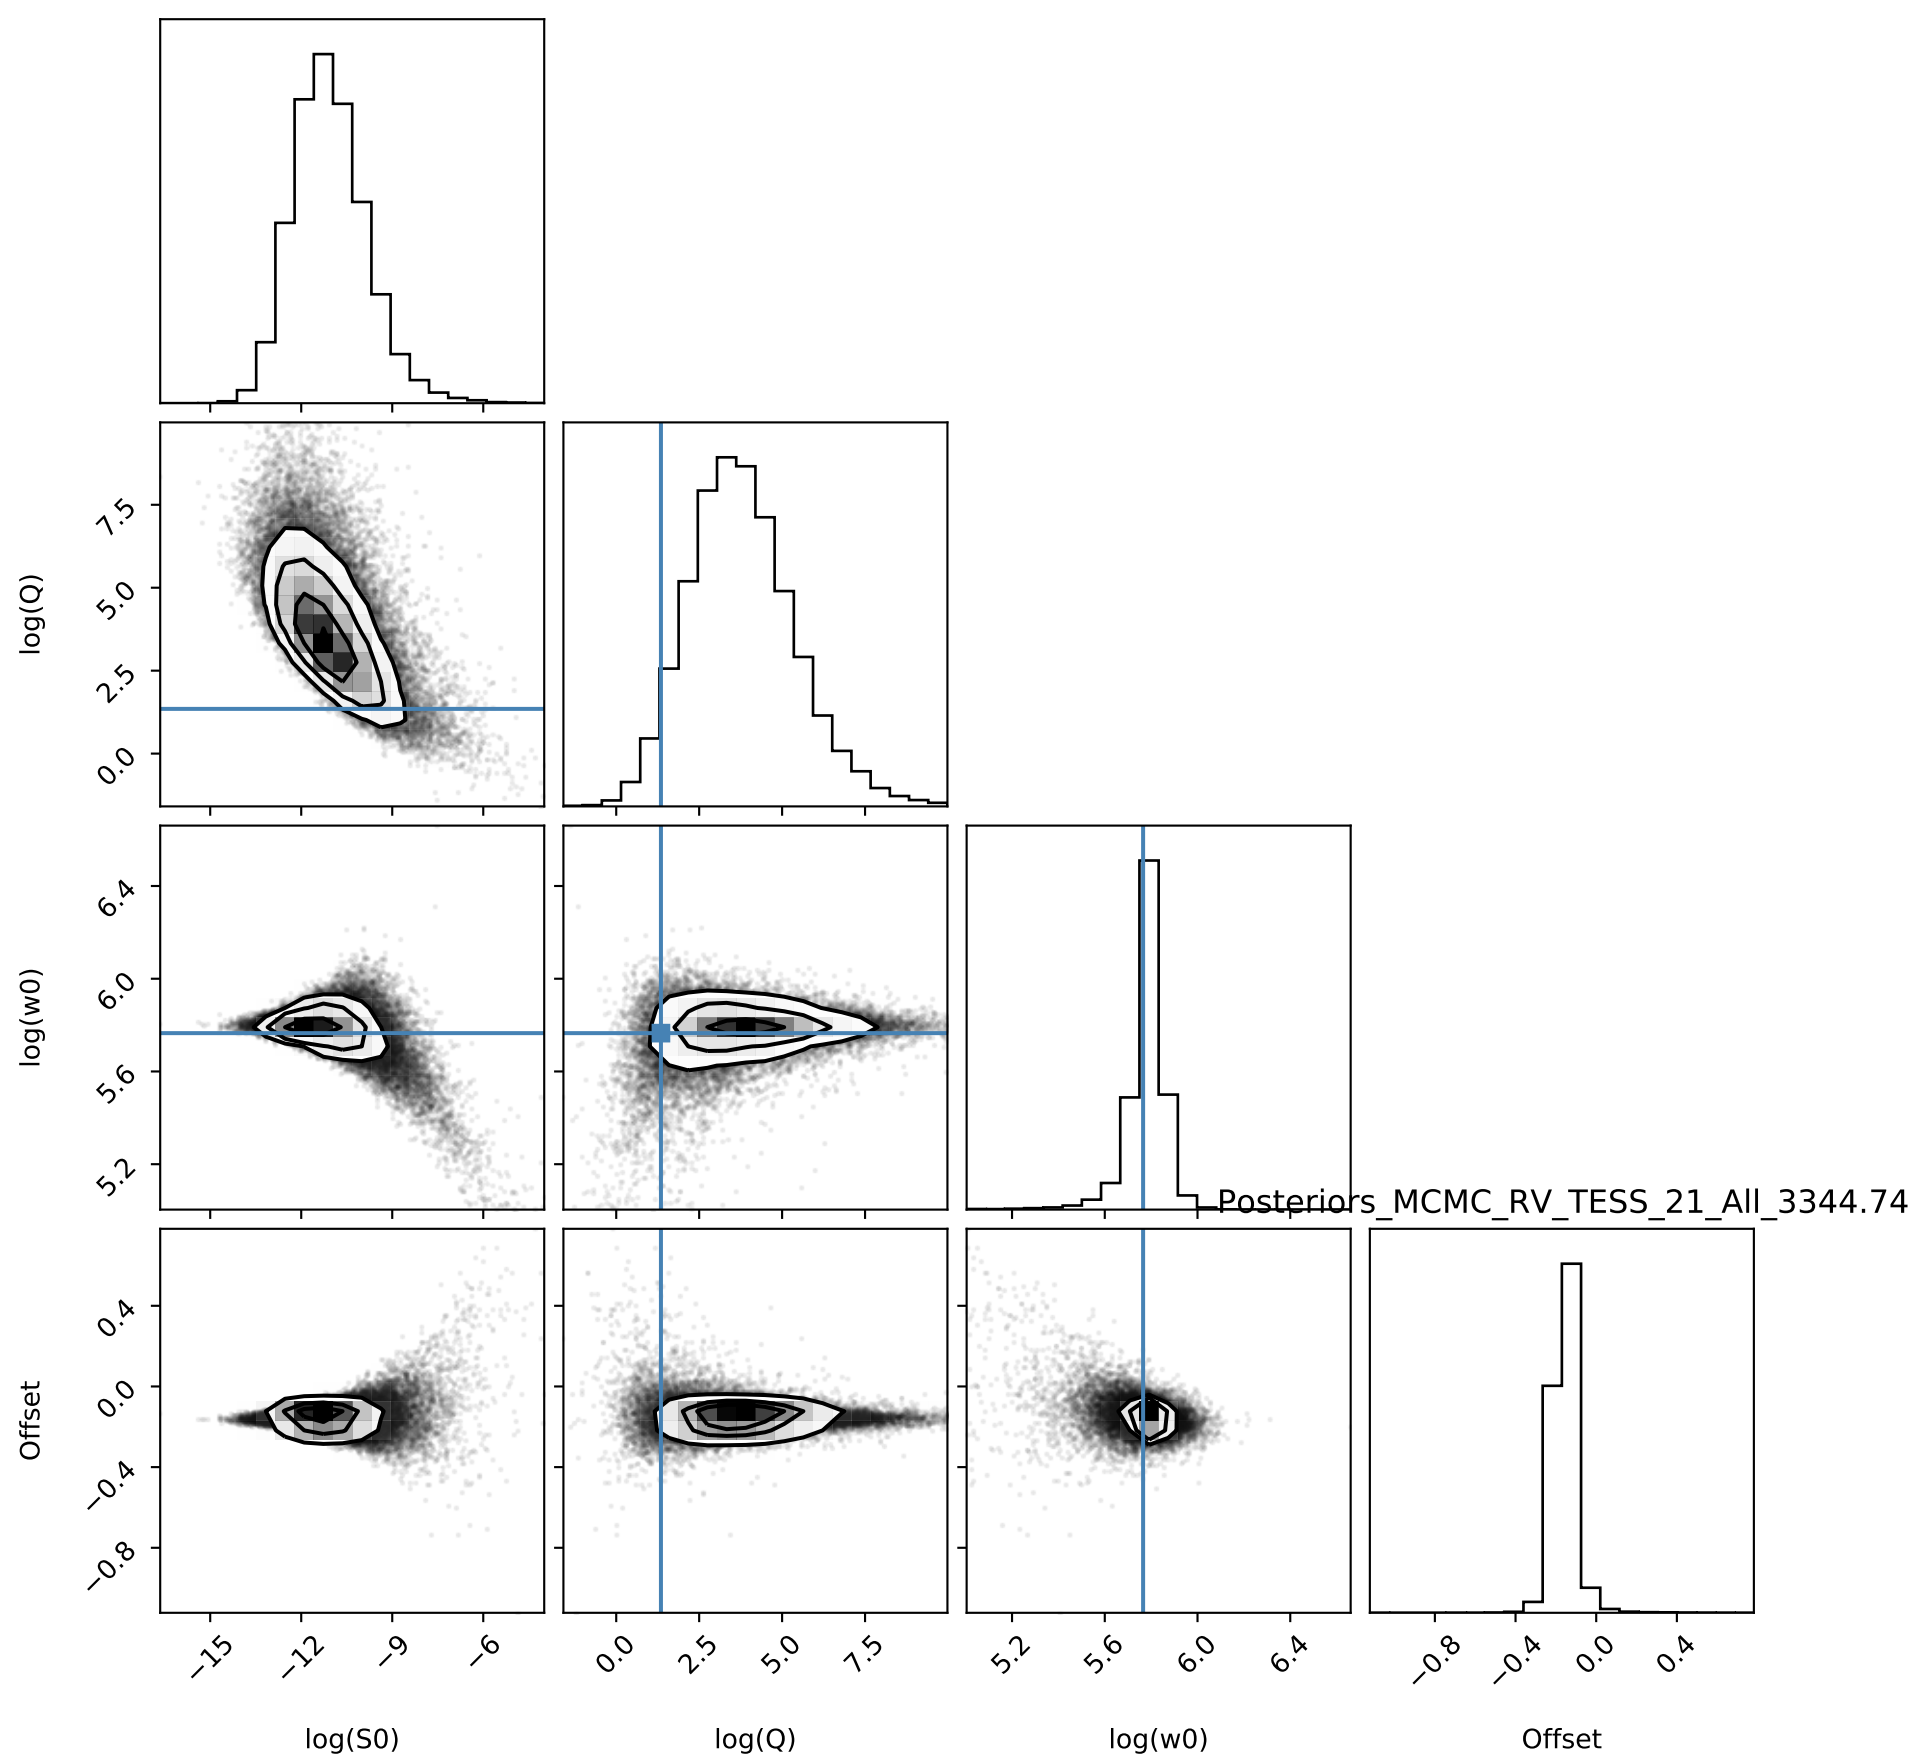 log(Q)
7.5
5.0
2.5
0.0
log(w0)
6.4
6.0
5.6
5.2
Posteriors_MCMC_RV_TESS_21_All_3344.74
Offset
0.4
0.0
−0.4
−0.8
−15 −12 −9 −6 0.0 2.5 5.0 7.5 5.2 5.6 6.0 6.4 −0.8 −0.4 0.0 0.4
log(S0) log(Q) log(w0) Offset